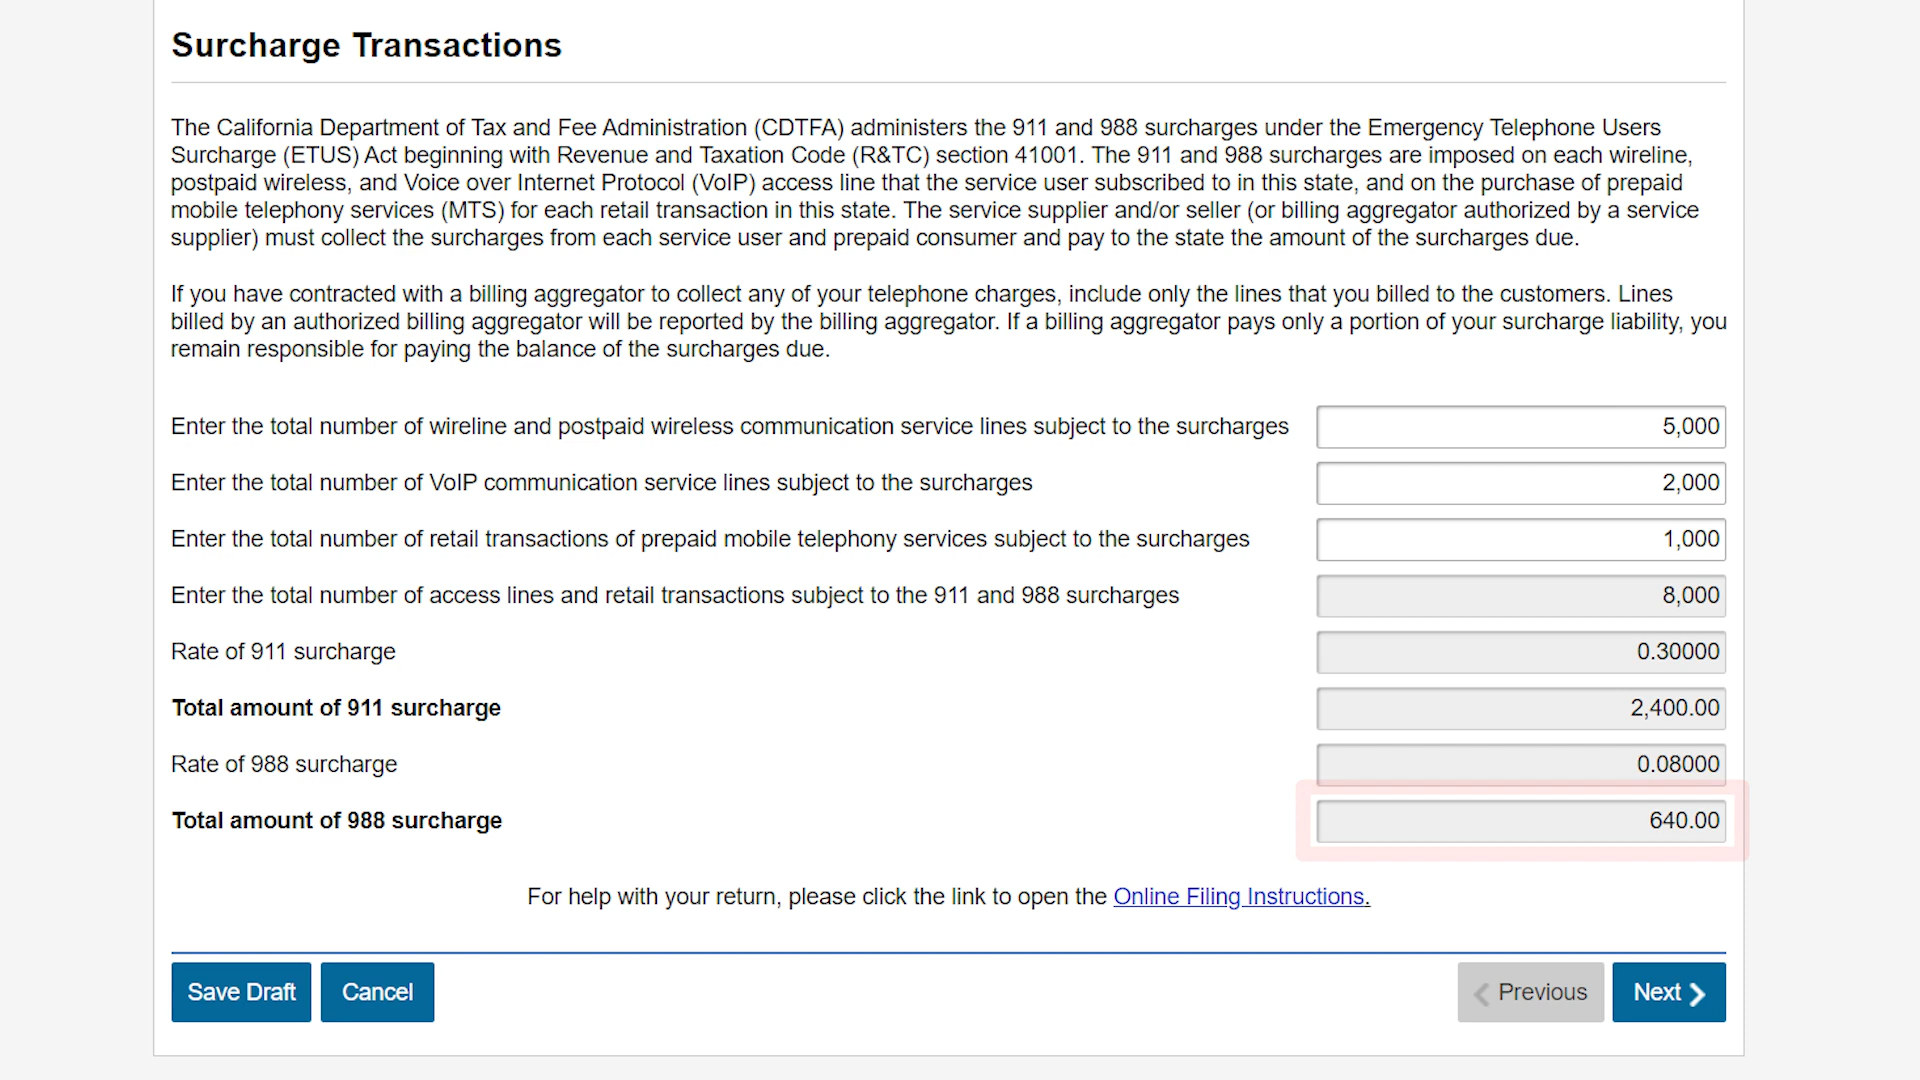 Surcharge Transactions
The California Department of Tax and Fee Administration (CDTFA) administers the 911 and 988 surcharges under the Emergency Telephone Users
Surcharge (ETUS) Act beginning with Revenue and Taxation Code (R&TC) section 41001. The 911 and 988 surcharges are imposed on each wireline,
postpaid wireless, and Voice over Internet Protocol (VoIP) access line that the service user subscribed to in this state, and on the purchase of prepaid
mobile telephony services (MTS) for each retail transaction in this state. The service supplier and/or seller (or billing aggregator authorized by a service
supplier) must collect the surcharges from each service user and prepaid consumer and pay to the state the amount of the surcharges due.
If you have contracted with a billing aggregator to collect any of your telephone charges, include only the lines that you billed to the customers. Lines
billed by an authorized billing aggregator will be reported by the billing aggregator. If a billing aggregator pays only a portion of your surcharge liability, you
remain responsible for paying the balance of the surcharges due.
Enter the total number of wireline and postpaid wireless communication service lines subject to the surcharges 5,000
Enter the total number of VoIP communication service lines subject to the surcharges 2,000
Enter the total number of retail transactions of prepaid mobile telephony services subject to the surcharges 1,000
Enter the total number of access lines and retail transactions subject to the 911 and 988 surcharges 8,000
Rate of 911 surcharge 0.30000
Total amount of 911 surcharge 2,400.00
Rate of 988 surcharge 0.08000
Total amount of 988 surcharge 640.00
For help with your return, please click the link to open the Online Filing Instructions.
Save Draft Cancel Previous Next